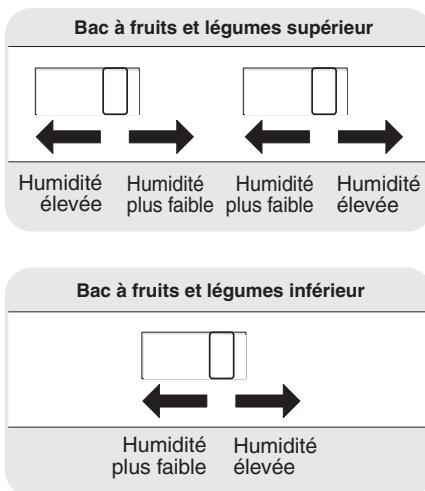 Bac à fruits et légumes supérieur
Humidité élevée
Humidité plus faible
Humidité plus faible
Humidité élevée
Bac à fruits et légumes inférieur
Humidité plus faible
Humidité élevée